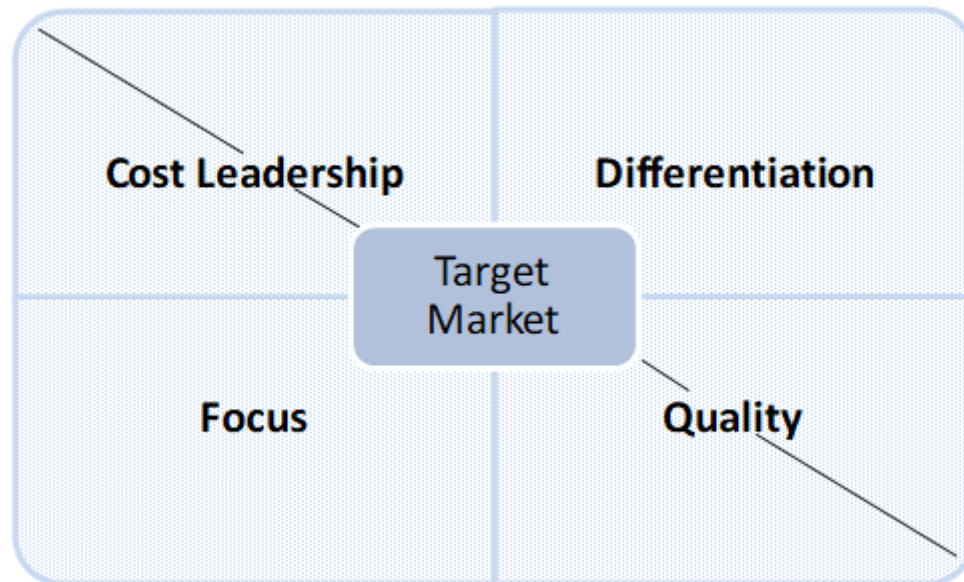 Cost Leadership
Differentiation
Target
Market
Focus
Quality